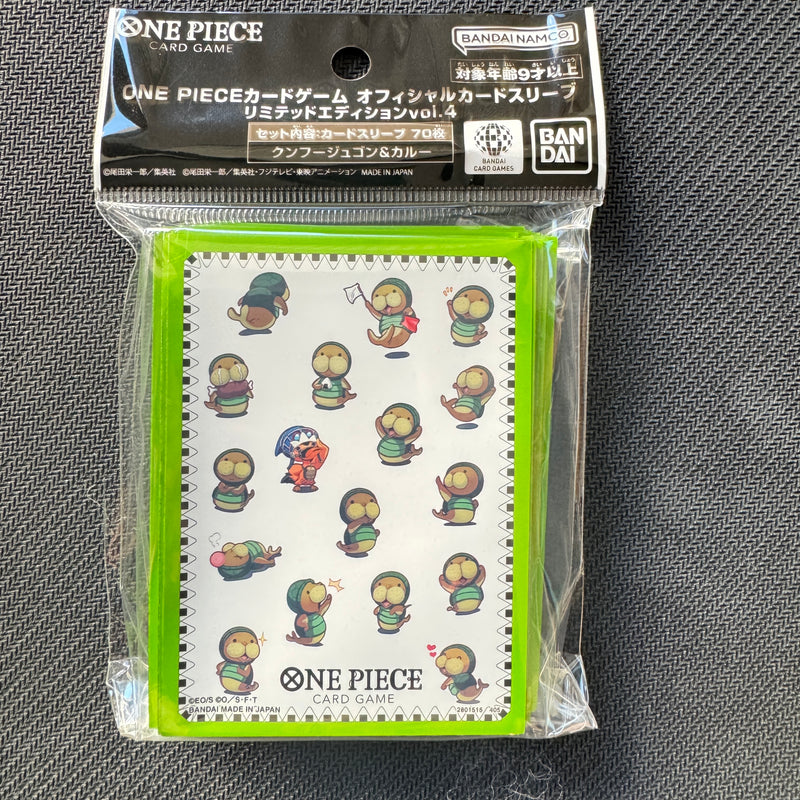 ONE PIECE
CARD GAME
BANDAI NAMCO
対象年齢9才以上
ONE PIECEカードゲーム オフィシャルカードスリーブ
リミテッドエディションvol.4
セット内容:カードスリーブ 70枚
クンフージュゴン&カルー
BANDAI
CARD GAMES
BAN
DAI
©尾田栄一郎/集英社 ©尾田栄一郎/集英社・フジテレビ・東映アニメーション MADE IN JAPAN
ONE PIECE
CARD GAME
©EO/S ©O/S・F・T
BANDAI MADE IN JAPAN
2801515/405